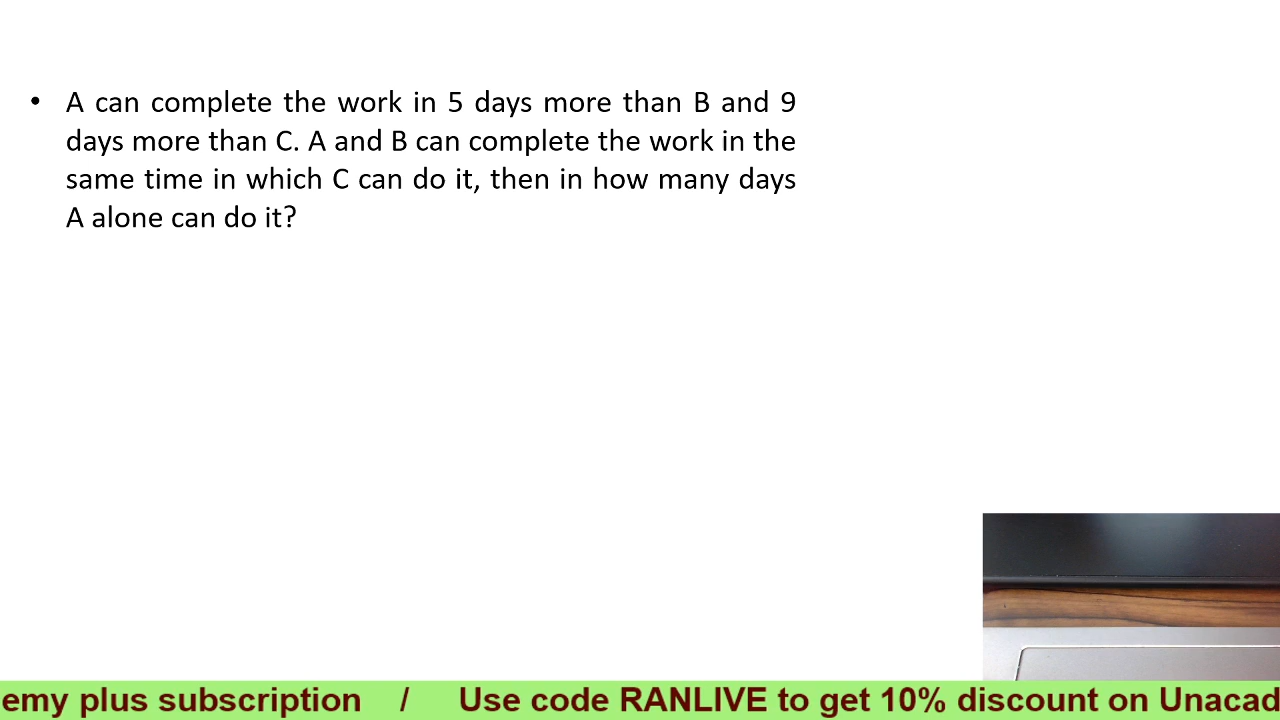 • A can complete the work in 5 days more than B and 9
days more than C. A and B can complete the work in the
same time in which C can do it, then in how many days
A alone can do it?
emy plus subscription / Use code RANLIVE to get 10% discount on Unacad